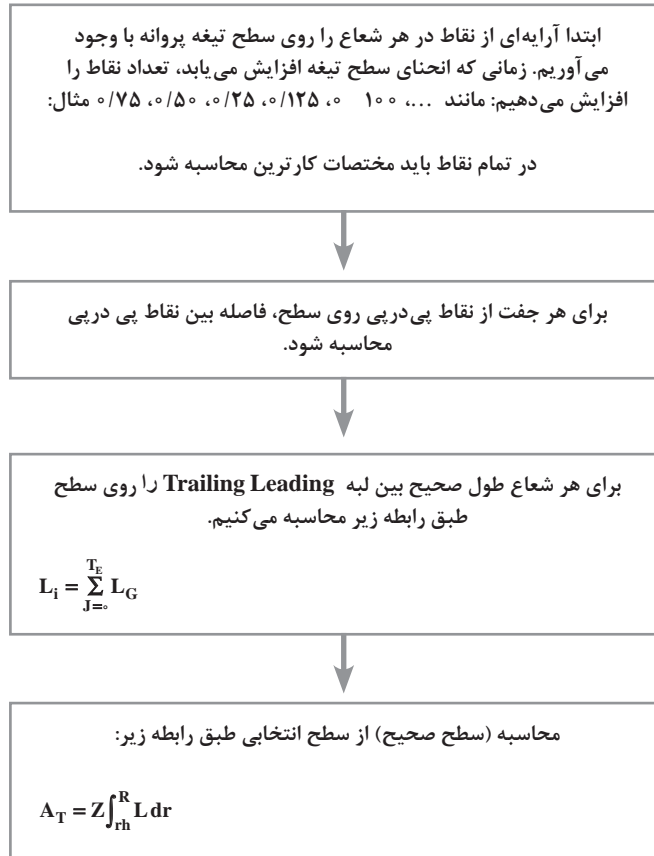 ابتدا آرایه‌ای از نقاط در هر شعاع را روی سطح تیغه پروانه با وجود
می‌آوریم. زمانی که انحنای سطح تیغه افزایش می‌یابد، تعداد نقاط را
افزایش می‌دهیم: مانند ...، ۱۰۰ ۰، ۰/۱۲۵، ۰/۲۵، ۰/۵۰، ۰/۷۵ مثال:
در تمام نقاط باید مختصات کارترین محاسبه شود.
برای هر جفت از نقاط پی‌درپی روی سطح، فاصله بین نقاط پی درپی
محاسبه شود.
برای هر شعاع طول صحیح بین لبه Trailing Leading را روی سطح
طبق رابطه زیر محاسبه می‌کنیم.
L_i = Σ_{J=۰}^{T_E} L_G
محاسبه (سطح صحیح) از سطح انتخابی طبق رابطه زیر:
A_T = Z∫_{rh}^{R} L dr